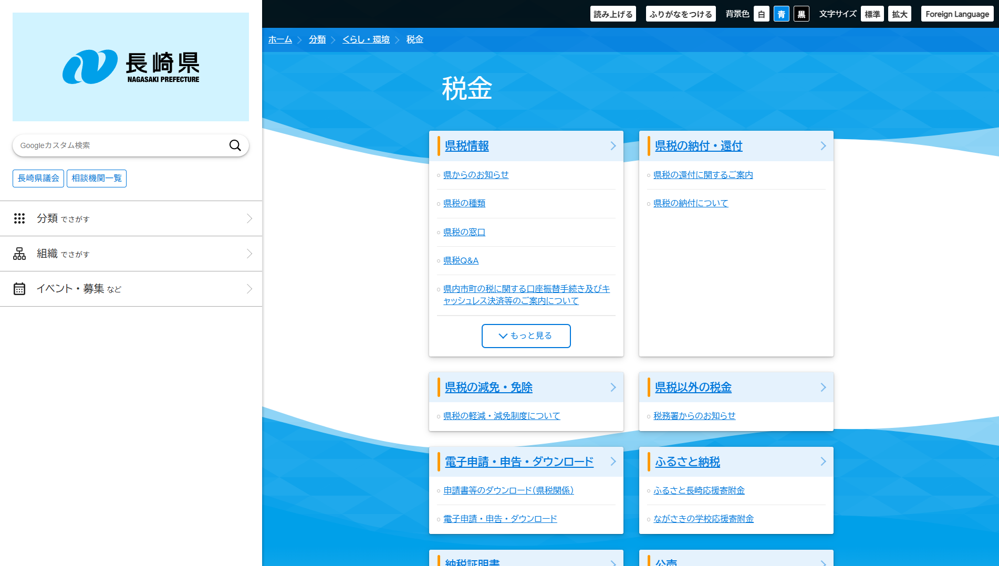 長崎県
NAGASAKI PREFECTURE
Googleカスタム検索
長崎県議会 相談機関一覧
分類 でさがす
組織 でさがす
イベント・募集 など
読み上げる ふりがなをつける 背景色 白 青 黒 文字サイズ 標準 拡大 Foreign Language
ホーム 分類 くらし・環境 税金
税金
県税情報
県からのお知らせ
県税の種類
県税の窓口
県税Q&A
県内市町の税に関する口座振替手続き及びキ
ャッシュレス決済等のご案内について
もっと見る
県税の納付・還付
県税の還付に関するご案内
県税の納付について
県税の減免・免除
県税の軽減・減免制度について
県税以外の税金
税務署からのお知らせ
電子申請・申告・ダウンロード
申請書等のダウンロード（県税関係）
電子申請・申告・ダウンロード
ふるさと納税
ふるさと長崎応援寄附金
ながさきの学校応援寄附金
納税証明書
公売